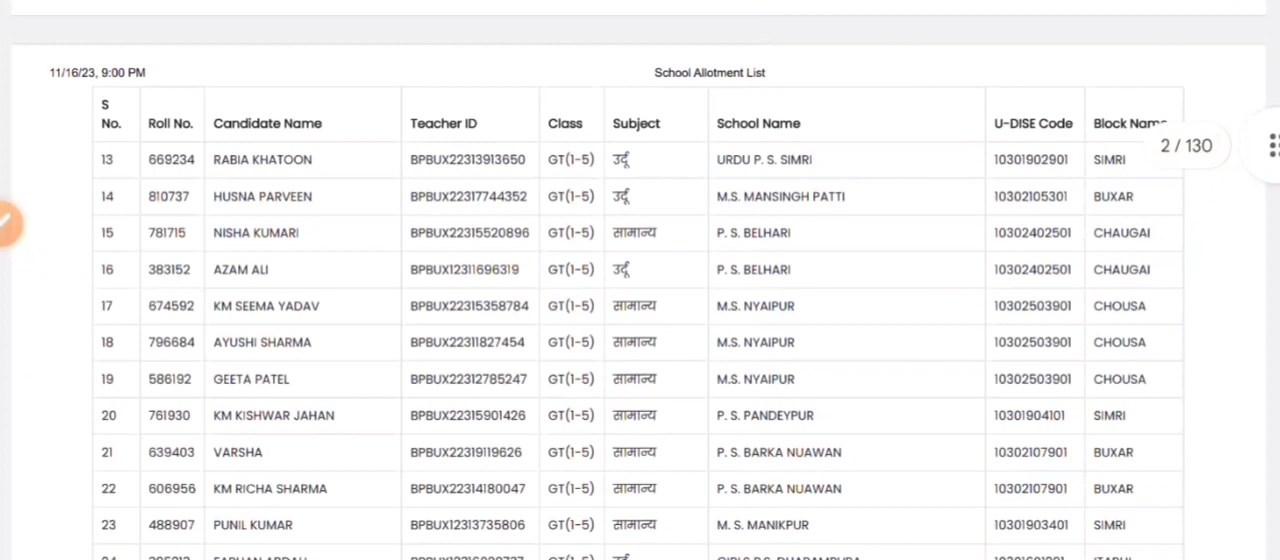 11/16/23, 9:00 PM School Allotment List
S No. Roll No. Candidate Name Teacher ID Class Subject School Name U-DISE Code Block Name
2 / 130
13 669234 RABIA KHATOON BPBUX22313913650 GT(1-5) उर्दू URDU P. S. SIMRI 10301902901 SIMRI
14 810737 HUSNA PARVEEN BPBUX22317744352 GT(1-5) उर्दू M.S. MANSINGH PATTI 10302105301 BUXAR
15 781715 NISHA KUMARI BPBUX22315520896 GT(1-5) सामान्य P. S. BELHARI 10302402501 CHAUGAI
16 383152 AZAM ALI BPBUX12311696319 GT(1-5) उर्दू P. S. BELHARI 10302402501 CHAUGAI
17 674592 KM SEEMA YADAV BPBUX22315358784 GT(1-5) सामान्य M.S. NYAIPUR 10302503901 CHOUSA
18 796684 AYUSHI SHARMA BPBUX22311827454 GT(1-5) सामान्य M.S. NYAIPUR 10302503901 CHOUSA
19 586192 GEETA PATEL BPBUX22312785247 GT(1-5) सामान्य M.S. NYAIPUR 10302503901 CHOUSA
20 761930 KM KISHWAR JAHAN BPBUX22315901426 GT(1-5) सामान्य P. S. PANDEYPUR 10301904101 SIMRI
21 639403 VARSHA BPBUX22319119626 GT(1-5) सामान्य P. S. BARKA NUAWAN 10302107901 BUXAR
22 606956 KM RICHA SHARMA BPBUX22314180047 GT(1-5) सामान्य P. S. BARKA NUAWAN 10302107901 BUXAR
23 488907 PUNIL KUMAR BPBUX12313735806 GT(1-5) सामान्य M. S. MANIKPUR 10301903401 SIMRI